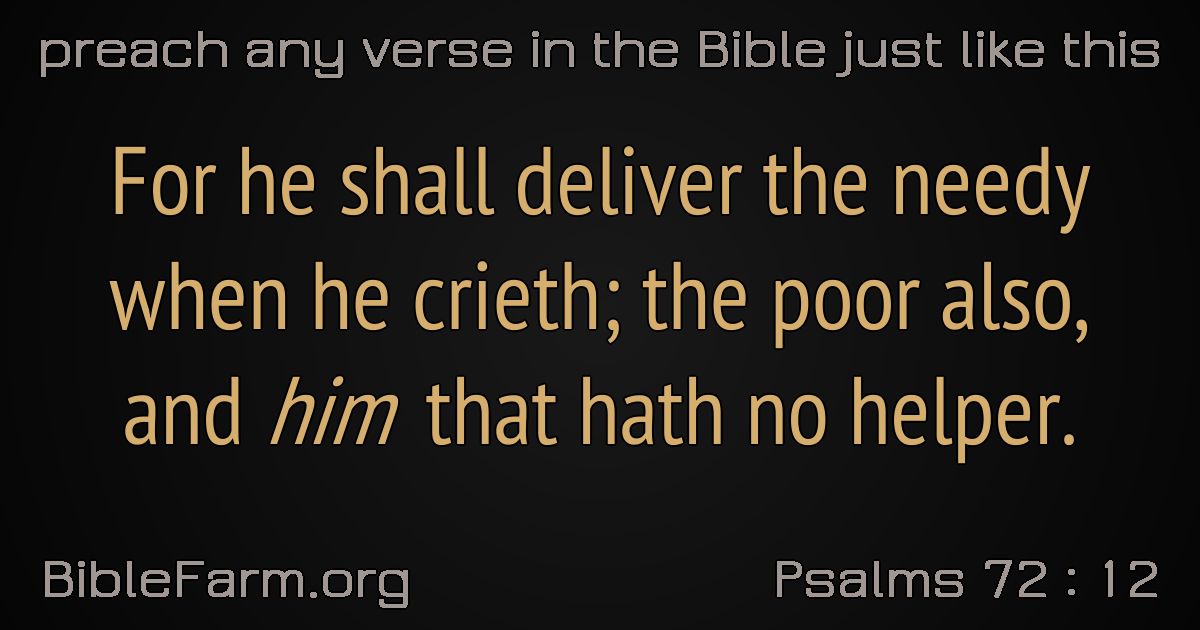 preach any verse in the Bible just like this
For he shall deliver the needy
when he crieth; the poor also,
and him that hath no helper.
BibleFarm.org
Psalms 72 : 12